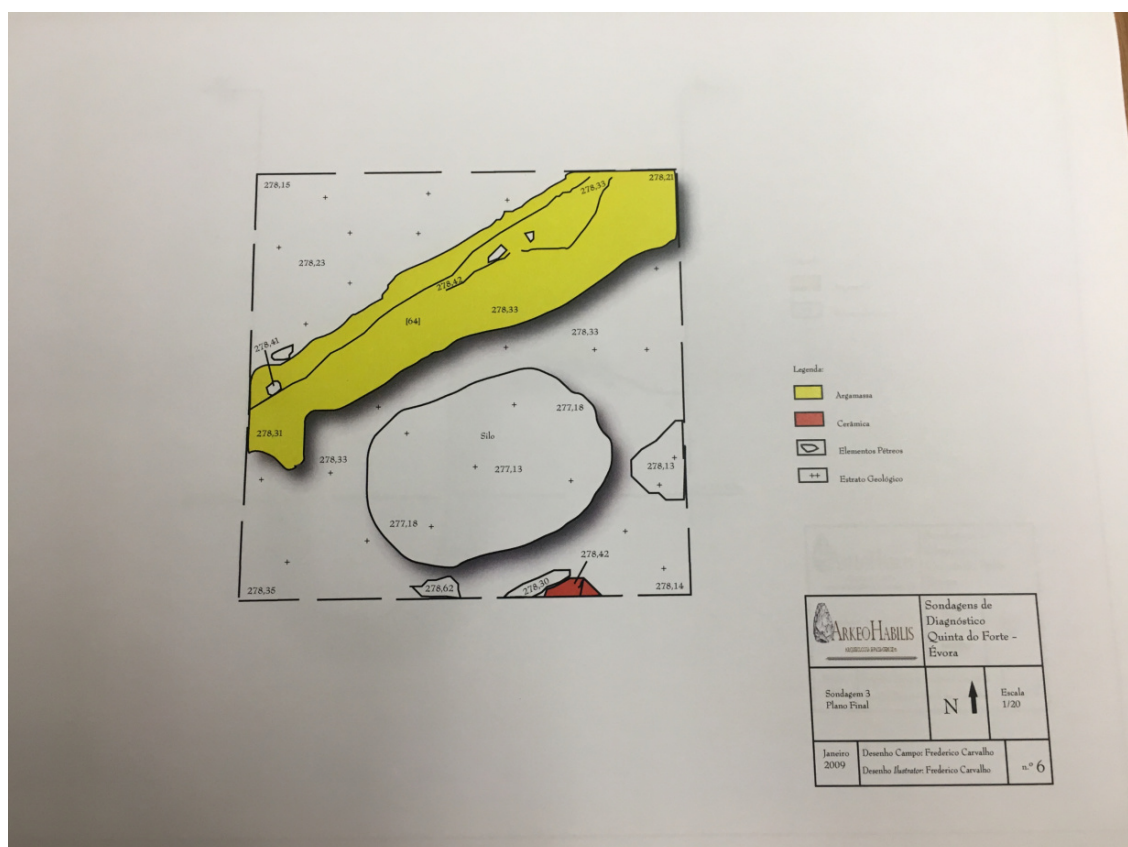 278,15
278,33
278,21
278,23
278,42
278,33
[64]
278,33
278,41
277,18
278,31
Silo
278,33
277,13
278,13
277,18
278,42
278,35
278,62
278,30
278,14
Legenda:
Argamassa
Cerâmica
Elementos Pétreos
Estrato Geológico
ARKEOHABILIS
Sondagens de
Diagnóstico
Quinta do Forte -
Évora
Sondagem 3
Plano Final
N
Escala
1/20
Janeiro
2009
Desenho Campo: Frederico Carvalho
Desenho Ilustrator: Frederico Carvalho
n.º 6